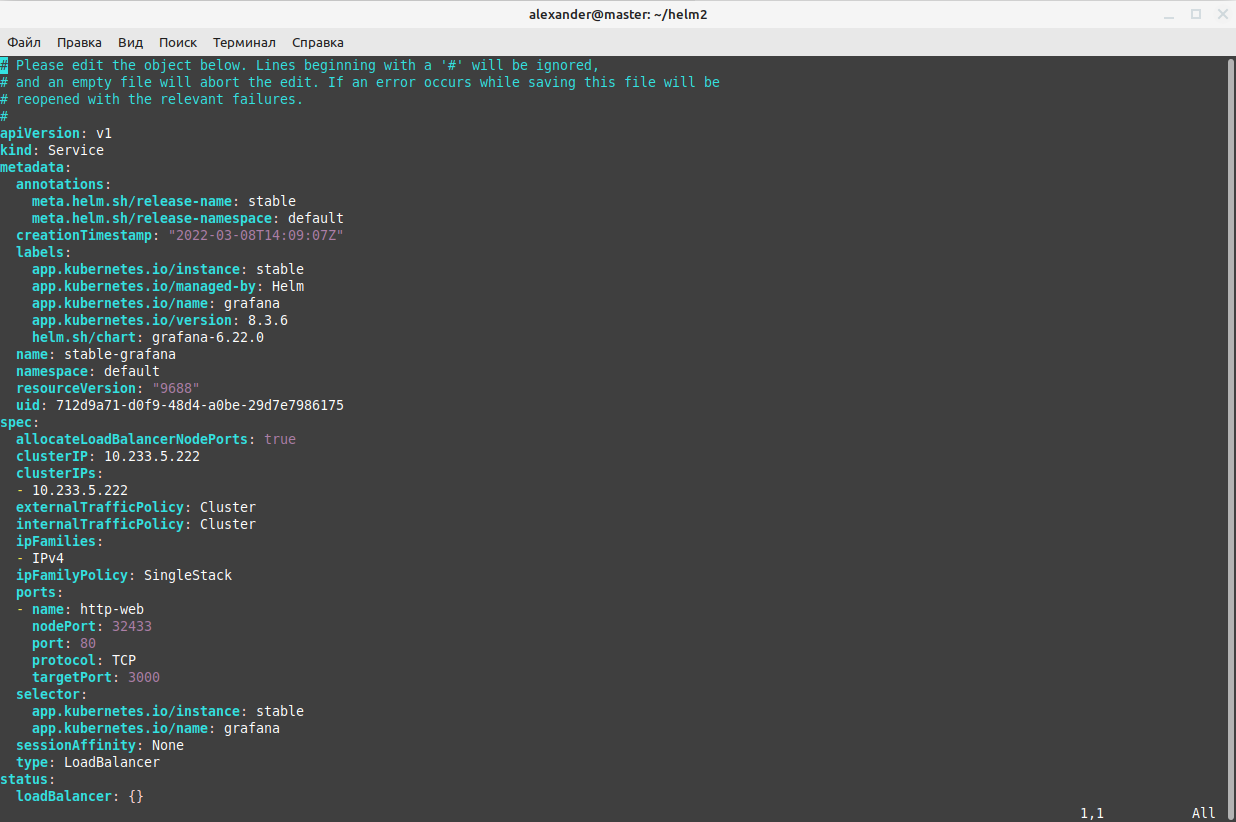 alexander@master: ~/helm2
Файл Правка Вид Поиск Терминал Справка
# Please edit the object below. Lines beginning with a '#' will be ignored,
# and an empty file will abort the edit. If an error occurs while saving this file will be
# reopened with the relevant failures.
#
apiVersion: v1
kind: Service
metadata:
  annotations:
    meta.helm.sh/release-name: stable
    meta.helm.sh/release-namespace: default
  creationTimestamp: "2022-03-08T14:09:07Z"
  labels:
    app.kubernetes.io/instance: stable
    app.kubernetes.io/managed-by: Helm
    app.kubernetes.io/name: grafana
    app.kubernetes.io/version: 8.3.6
    helm.sh/chart: grafana-6.22.0
  name: stable-grafana
  namespace: default
  resourceVersion: "9688"
  uid: 712d9a71-d0f9-48d4-a0be-29d7e7986175
spec:
  allocateLoadBalancerNodePorts: true
  clusterIP: 10.233.5.222
  clusterIPs:
  - 10.233.5.222
  externalTrafficPolicy: Cluster
  internalTrafficPolicy: Cluster
  ipFamilies:
  - IPv4
  ipFamilyPolicy: SingleStack
  ports:
  - name: http-web
    nodePort: 32433
    port: 80
    protocol: TCP
    targetPort: 3000
  selector:
    app.kubernetes.io/instance: stable
    app.kubernetes.io/name: grafana
  sessionAffinity: None
  type: LoadBalancer
status:
  loadBalancer: {}
1,1 All